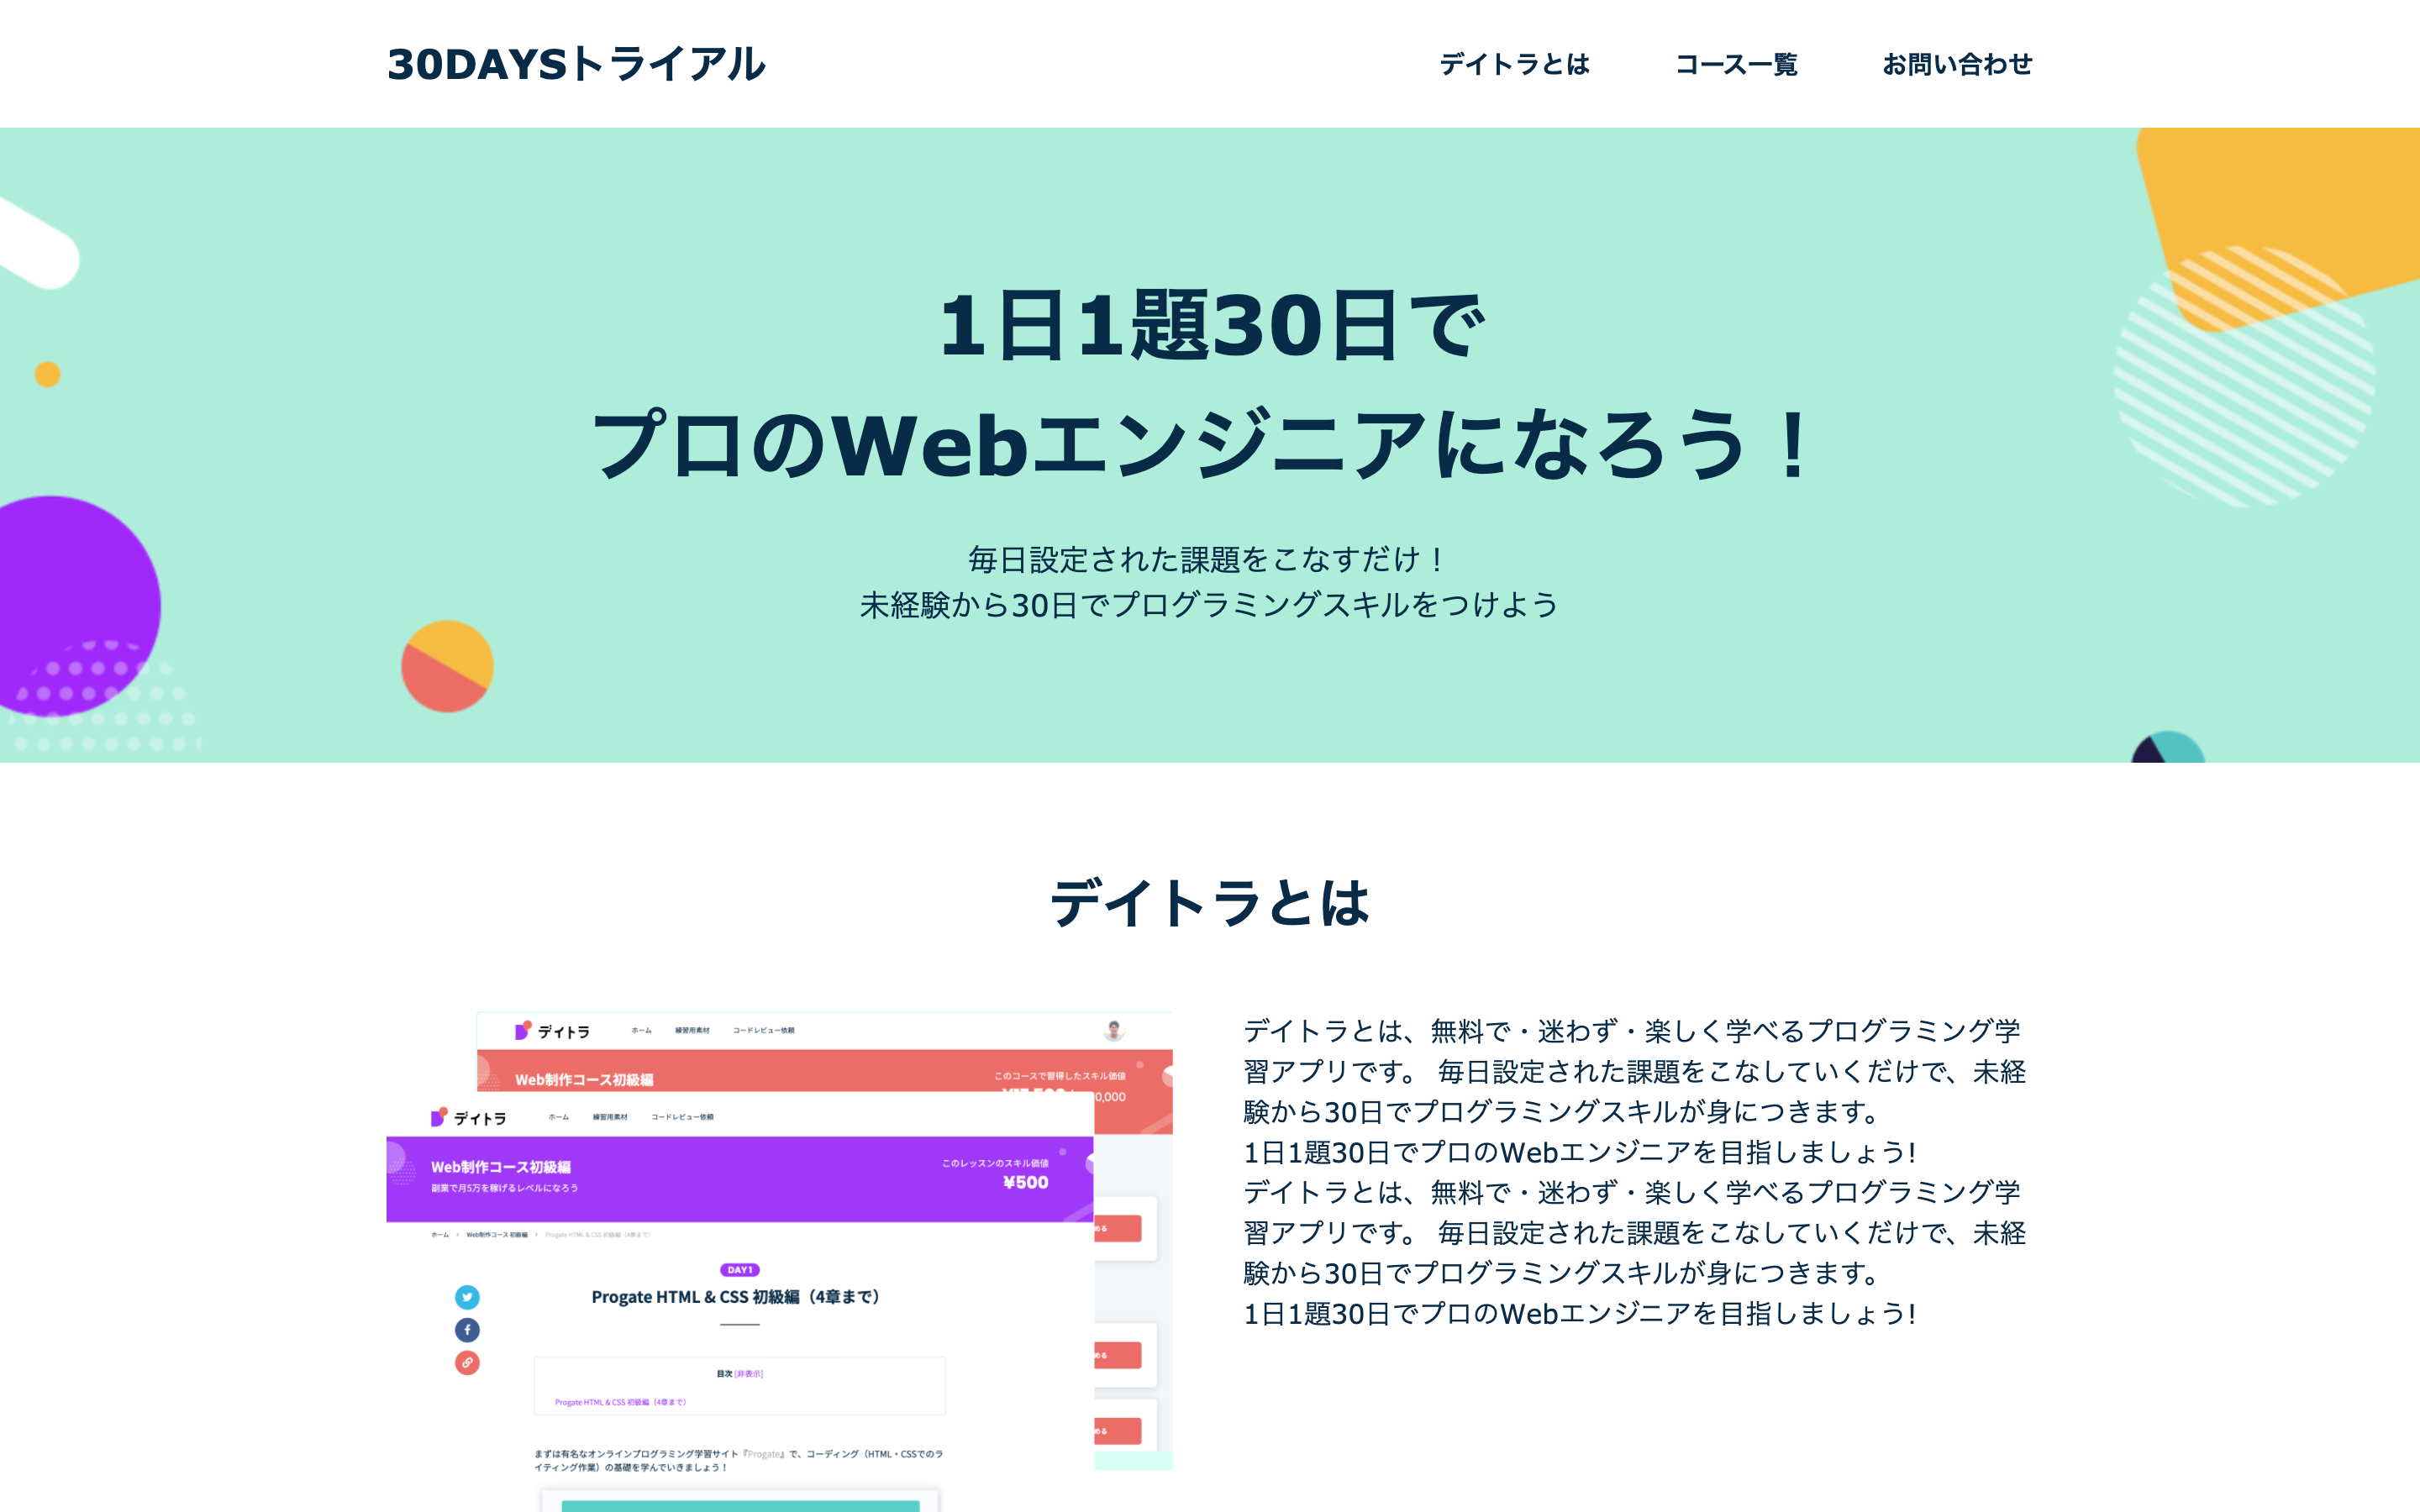 30DAYSトライアル
デイトラとは
コース一覧
お問い合わせ
1日1題30日で
プロのWebエンジニアになろう！
毎日設定された課題をこなすだけ！
未経験から30日でプログラミングスキルをつけよう
デイトラとは
デイトラ
ホーム
練習用素材
コードレビュー依頼
Web制作コース初級編
このコースで習得したスキル価値
0,000
デイトラ
ホーム
練習用素材
コードレビュー依頼
Web制作コース初級編
副業で月5万を稼げるレベルになろう
このレッスンのスキル価値
¥500
ホーム > Web制作コース 初級編 > Progate HTML & CSS 初級編（4章まで）
DAY1
Progate HTML & CSS 初級編（4章まで）
目次 [非表示]
Progate HTML & CSS 初級編（4章まで）
まずは有名なオンラインプログラミング学習サイト『Progate』で、コーディング（HTML・CSSでのラ
イティング作業）の基礎を学んでいきましょう！
める
める
める
デイトラとは、無料で・迷わず・楽しく学べるプログラミング学
習アプリです。 毎日設定された課題をこなしていくだけで、未経
験から30日でプログラミングスキルが身につきます。
1日1題30日でプロのWebエンジニアを目指しましょう!
デイトラとは、無料で・迷わず・楽しく学べるプログラミング学
習アプリです。 毎日設定された課題をこなしていくだけで、未経
験から30日でプログラミングスキルが身につきます。
1日1題30日でプロのWebエンジニアを目指しましょう!